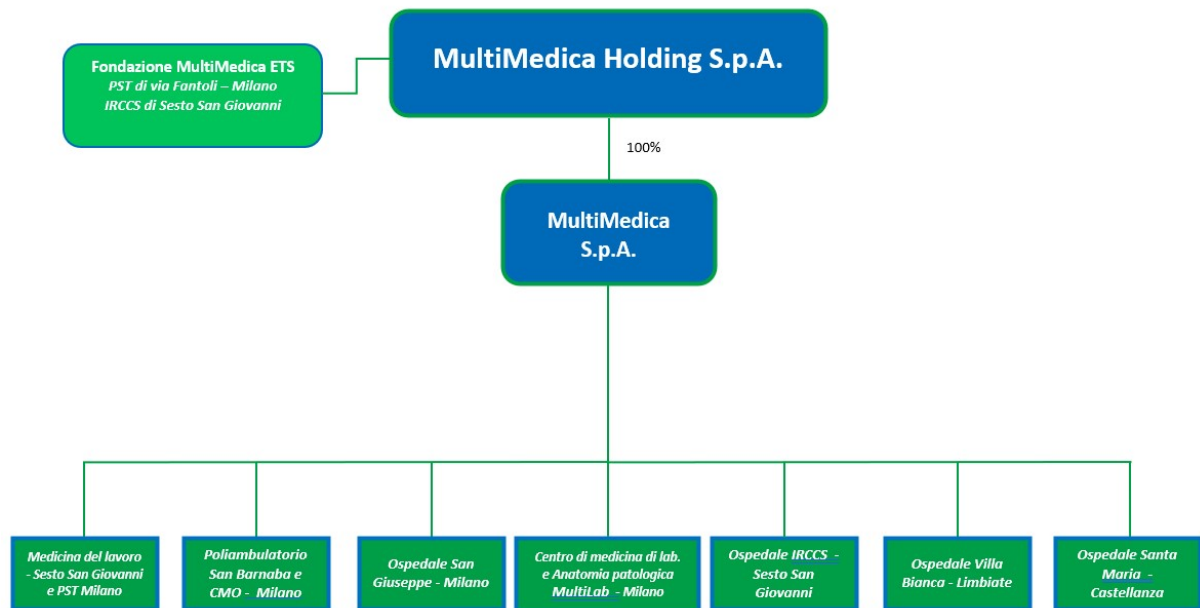 MultiMedica Holding S.p.A.
Fondazione MultiMedica ETS
PST di via Fantoli – Milano
IRCCS di Sesto San Giovanni
100%
MultiMedica
S.p.A.
Medicina del lavoro
- Sesto San Giovanni
e PST Milano
Poliambulatorio
San Barnaba e
CMO - Milano
Ospedale San
Giuseppe - Milano
Centro di medicina di lab.
e Anatomia patologica
MultiLab - Milano
Ospedale IRCCS -
Sesto San
Giovanni
Ospedale Villa
Bianca - Limbiate
Ospedale Santa
Maria -
Castellanza